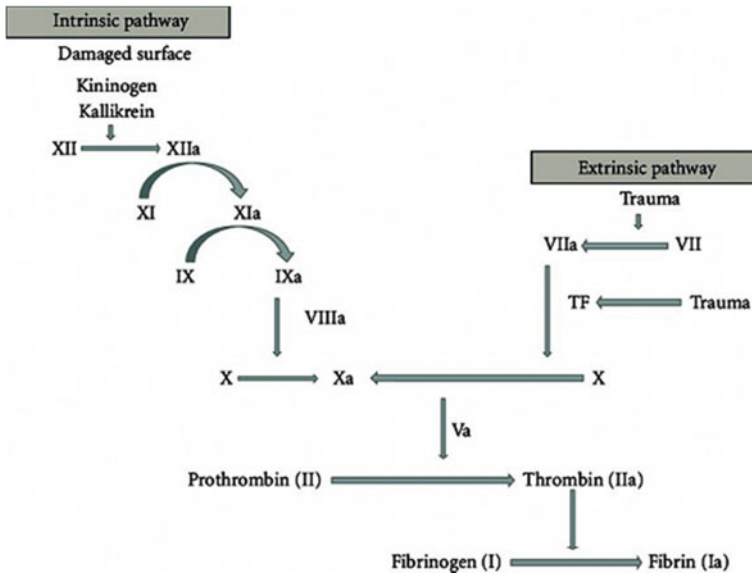 Intrinsic pathway
Damaged surface
Kininogen
Kallikrein
XII XIIa
XI XIa
IX IXa
VIIIa
Extrinsic pathway
Trauma
VIIa VII
TF Trauma
X Xa X
Va
Prothrombin (II) Thrombin (IIa)
Fibrinogen (I) Fibrin (Ia)